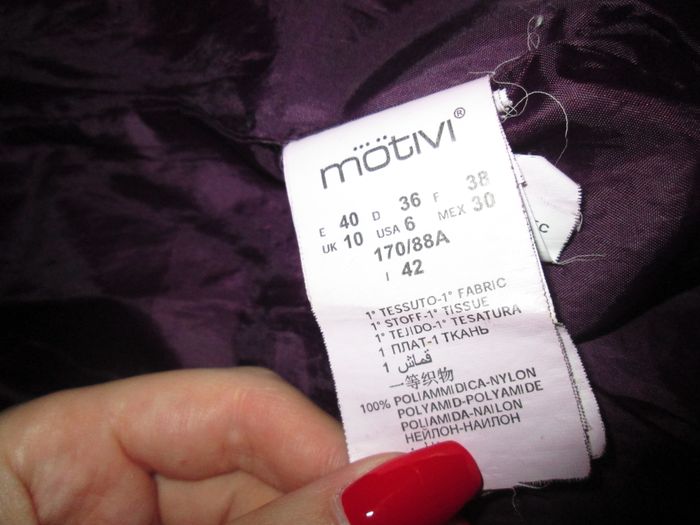 mötivi®
E 40 D 36 F 38
UK 10 USA 6 MEX 30
170/88A
I 42
1° TESSUTO-1° FABRIC
1° STOFF-1° TISSUE
1° TEJIDO-1° TESATURA
1 ПЛАТ-1 ТКАНЬ
1 قماش
一等织物
100% POLIAMMIDICA-NYLON
POLYAMID-POLYAMIDE
POLIAMIDA-NAILON
НЕЙЛОН-НАИЛОН